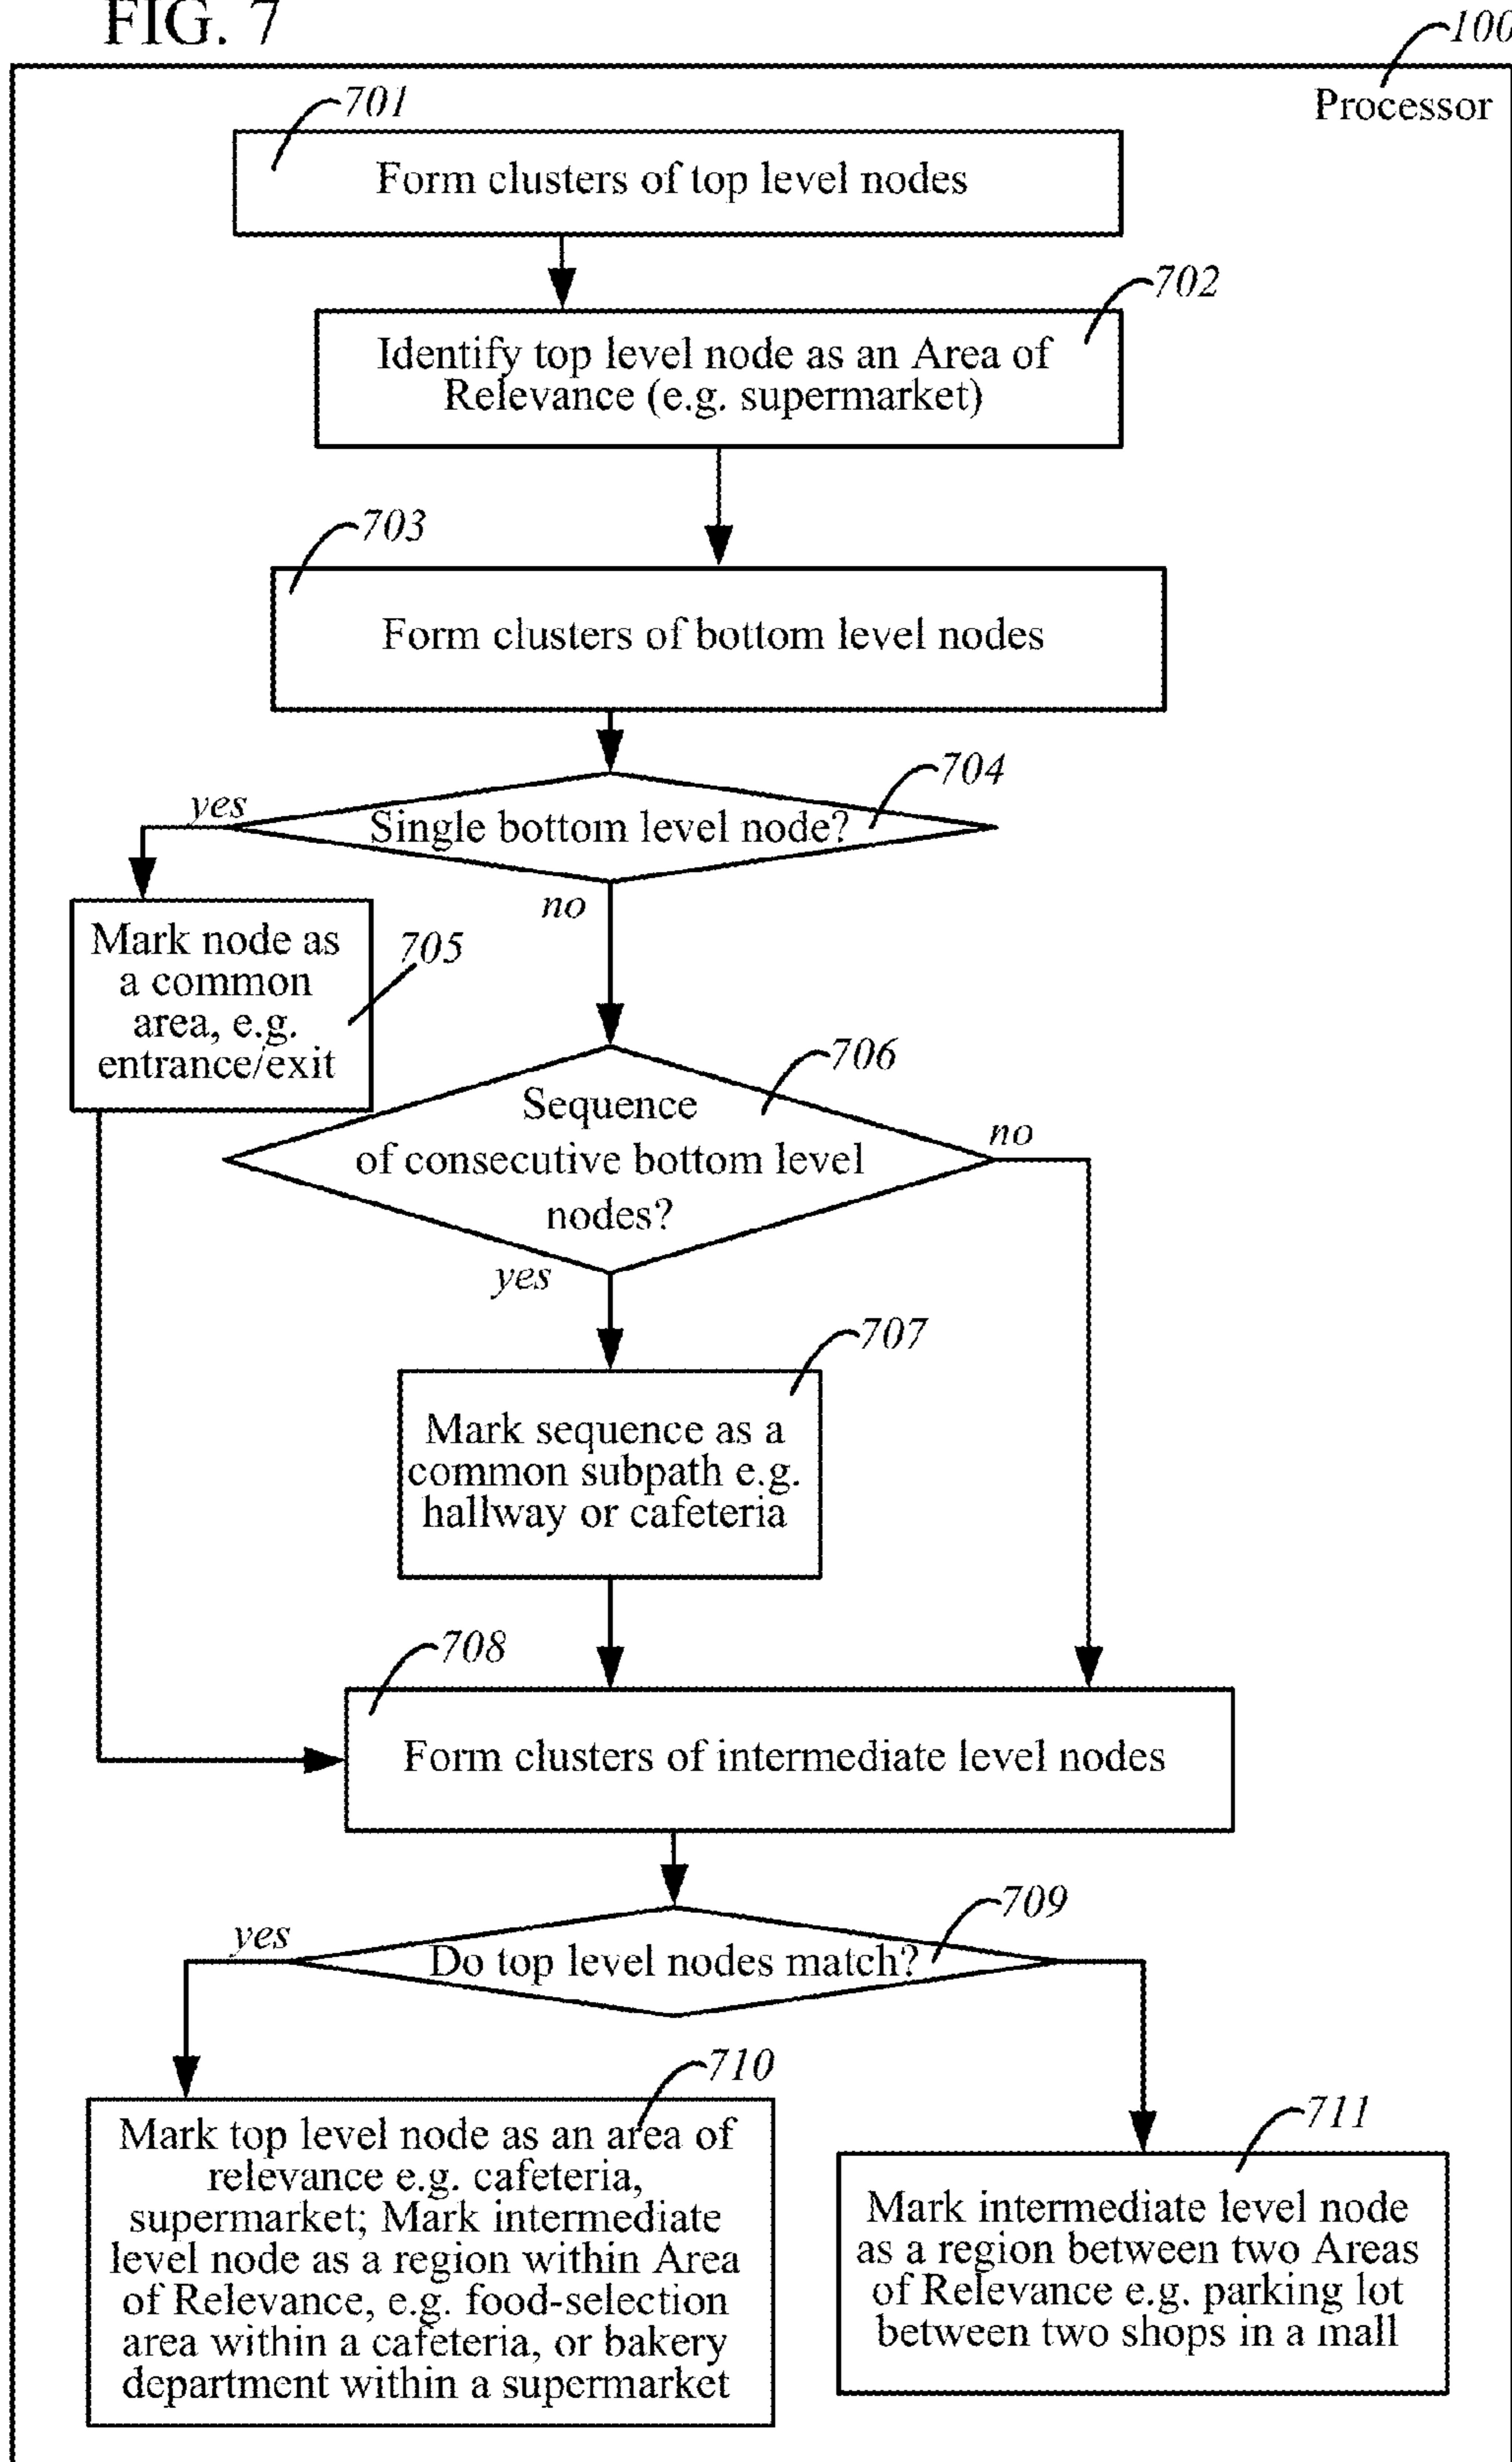 FIG. 7
100
Processor
701
Form clusters of top level nodes
702
Identify top level node as an Area of
Relevance (e.g. supermarket)
703
Form clusters of bottom level nodes
704
yes
Single bottom level node?
no
Mark node as
a common
area, e.g.
entrance/exit
705
706
Sequence
of consecutive bottom level
nodes?
no
yes
707
Mark sequence as a
common subpath e.g.
hallway or cafeteria
708
Form clusters of intermediate level nodes
709
yes
Do top level nodes match?
710
Mark top level node as an area of
relevance e.g. cafeteria,
supermarket; Mark intermediate
level node as a region within Area
of Relevance, e.g. food-selection
area within a cafeteria, or bakery
department within a supermarket
711
Mark intermediate level node
as a region between two Areas
of Relevance e.g. parking lot
between two shops in a mall